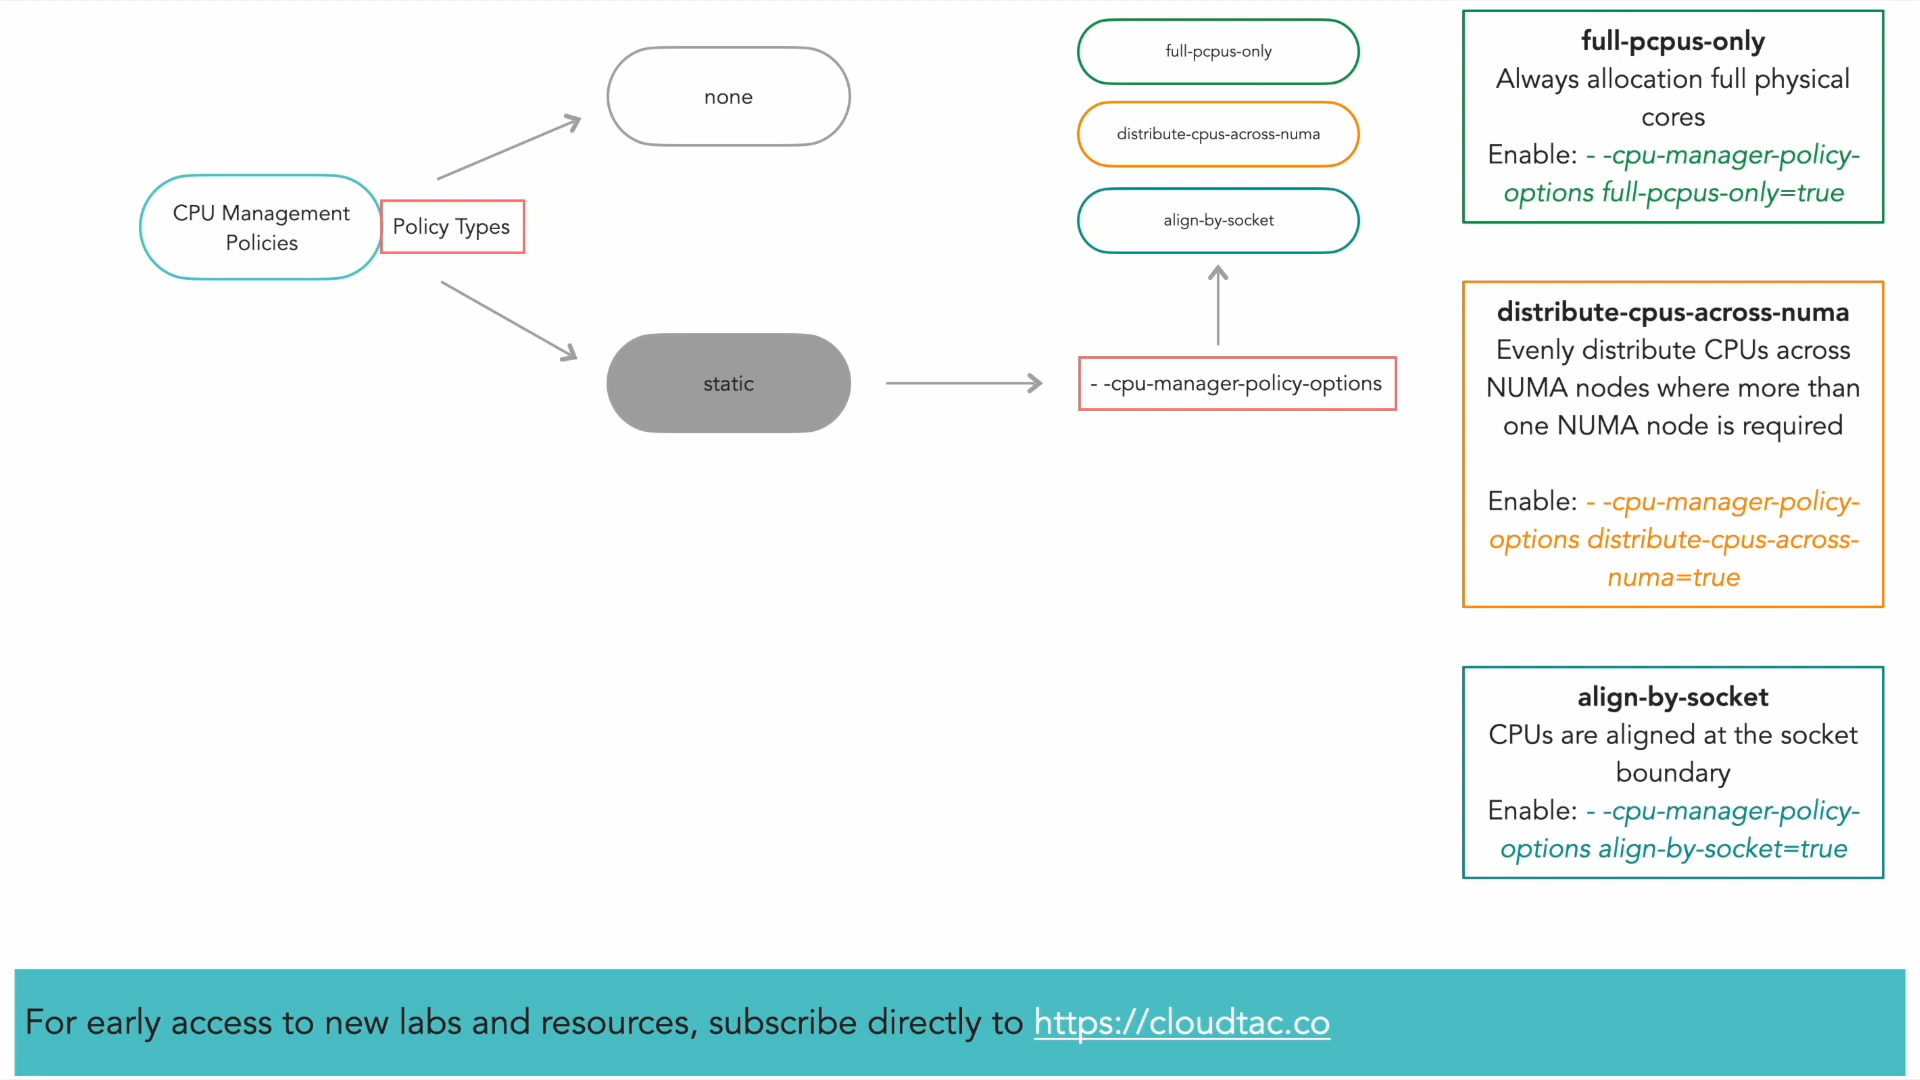 CPU Management
Policies
Policy Types
none
static
- -cpu-manager-policy-options
full-pcpus-only
distribute-cpus-across-numa
align-by-socket
full-pcpus-only
Always allocation full physical
cores
Enable: - -cpu-manager-policy-
options full-pcpus-only=true
distribute-cpus-across-numa
Evenly distribute CPUs across
NUMA nodes where more than
one NUMA node is required
Enable: - -cpu-manager-policy-
options distribute-cpus-across-
numa=true
align-by-socket
CPUs are aligned at the socket
boundary
Enable: - -cpu-manager-policy-
options align-by-socket=true
For early access to new labs and resources, subscribe directly to https://cloudtac.co